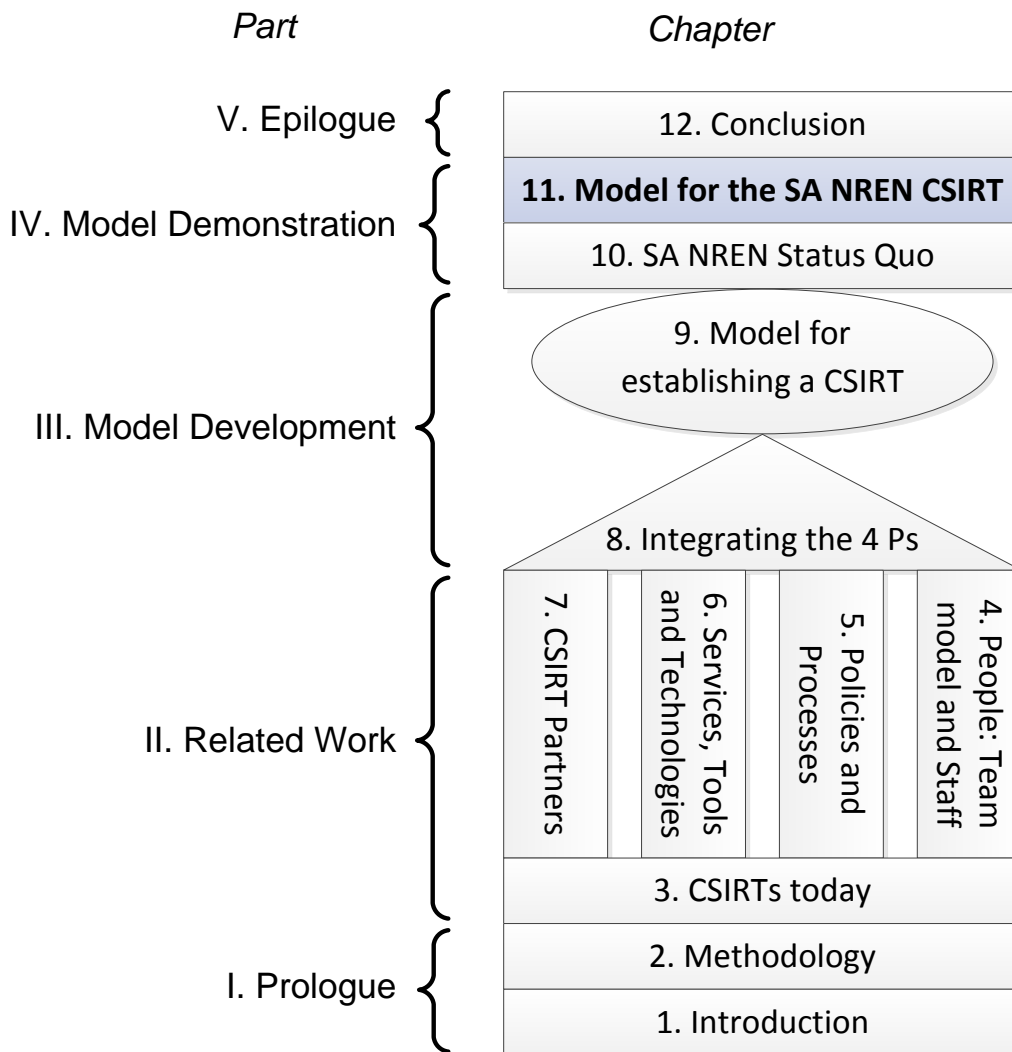 Part
Chapter
V. Epilogue
12. Conclusion
11. Model for the SA NREN CSIRT
IV. Model Demonstration
10. SA NREN Status Quo
9. Model for
establishing a CSIRT
III. Model Development
8. Integrating the 4 Ps
7. CSIRT Partners
6. Services, Tools
and Technologies
5. Policies and
Processes
4. People: Team
model and Staff
II. Related Work
3. CSIRTs today
2. Methodology
I. Prologue
1. Introduction